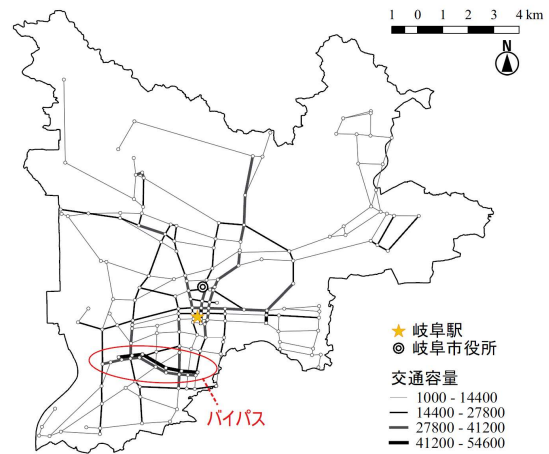 1 0 1 2 3 4 km
N
★ 岐阜駅
◎ 岐阜市役所
交通容量
1000 - 14400
14400 - 27800
27800 - 41200
41200 - 54600
バイパス